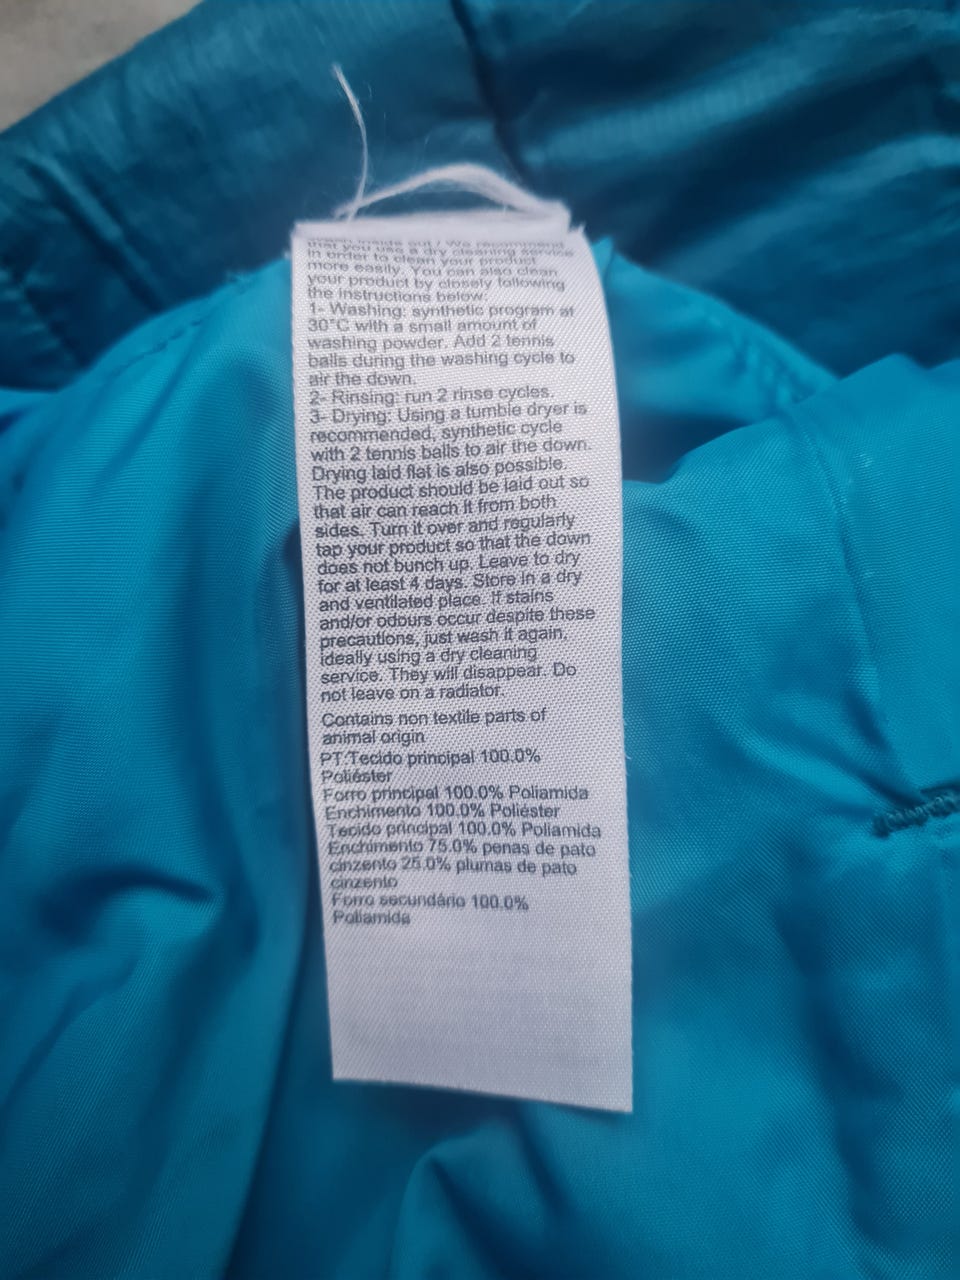 wash inside out / We recommend
that you use a dry cleaning service
in order to clean your product
more easily. You can also clean
your product by closely following
the instructions below:
1- Washing: synthetic program at
30°C with a small amount of
washing powder. Add 2 tennis
balls during the washing cycle to
air the down.
2- Rinsing: run 2 rinse cycles.
3- Drying: Using a tumble dryer is
recommended, synthetic cycle
with 2 tennis balls to air the down.
Drying laid flat is also possible.
The product should be laid out so
that air can reach it from both
sides. Turn it over and regularly
tap your product so that the down
does not bunch up. Leave to dry
for at least 4 days. Store in a dry
and ventilated place. If stains
and/or odours occur despite these
precautions, just wash it again,
ideally using a dry cleaning
service. They will disappear. Do
not leave on a radiator.
Contains non textile parts of
animal origin
PT:Tecido principal 100.0%
Poliéster
Forro principal 100.0% Poliamida
Enchimento 100.0% Poliéster
Tecido principal 100.0% Poliamida
Enchimento 75.0% penas de pato
cinzento 25.0% plumas de pato
cinzento
Forro secundário 100.0%
Poliamida